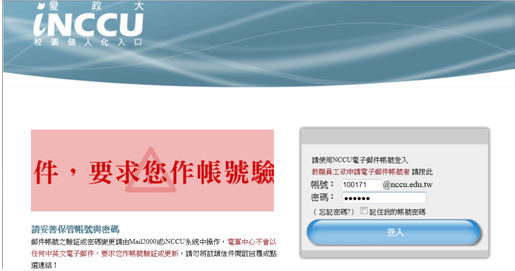 愛政大
iNCCU
校園個人化入口
件，要求您作帳號驗
請妥善保管帳號與密碼
郵件帳號之驗証或密碼變更請由Mail2000或iNCCU系統中操作，電算中心不會以
任何中英文電子郵件，要求您作帳號驗証或更新，請勿將該類信件開啟回覆或點
選連結！
請使用NCCU電子郵件帳號登入
教職員工欲申請電子郵件帳號者 請按此
帳號： 100171 @nccu.edu.tw
密碼： ●●●●●●
（忘記密碼?） 記住我的帳號密碼
登入